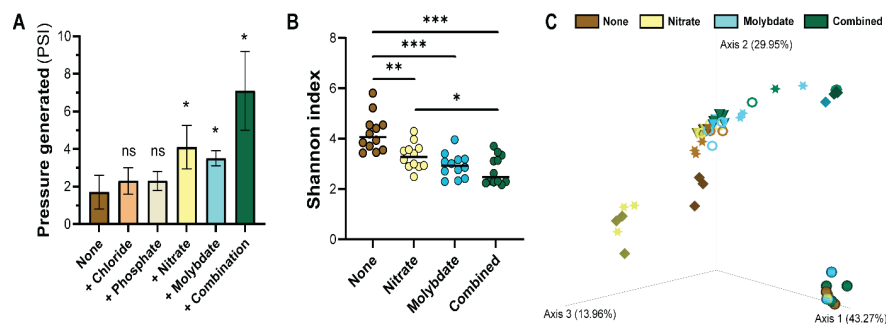 A
Pressure generated (PSI)
10
8
6
4
2
0
ns
ns
*
*
*
None
+ Chloride
+ Phosphate
+ Nitrate
+ Molybdate
+ Combination
B
Shannon index
8
6
4
2
0
***
***
**
*
None
Nitrate
Molybdate
Combined
C
None
Nitrate
Molybdate
Combined
Axis 2 (29.95%)
Axis 3 (13.96%)
Axis 1 (43.27%)